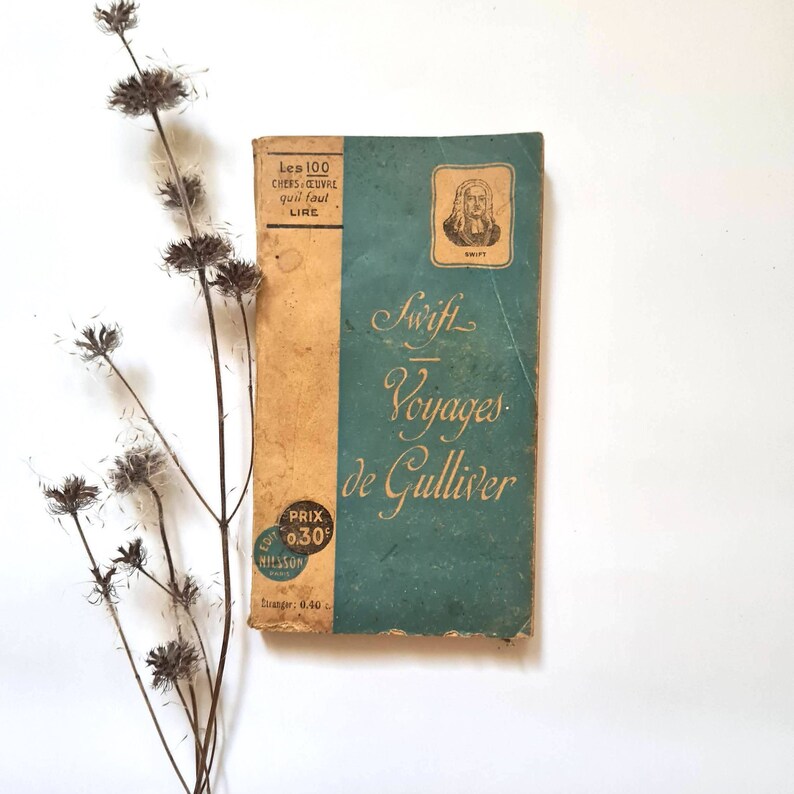 Les 100
CHEFS D'ŒUVRE
qu'il faut
LIRE
SWIFT
Swift
Voyages
de Gulliver
PRIX
0.30c
EDIT
NILSSON
PARIS
Étranger: 0.40 c.